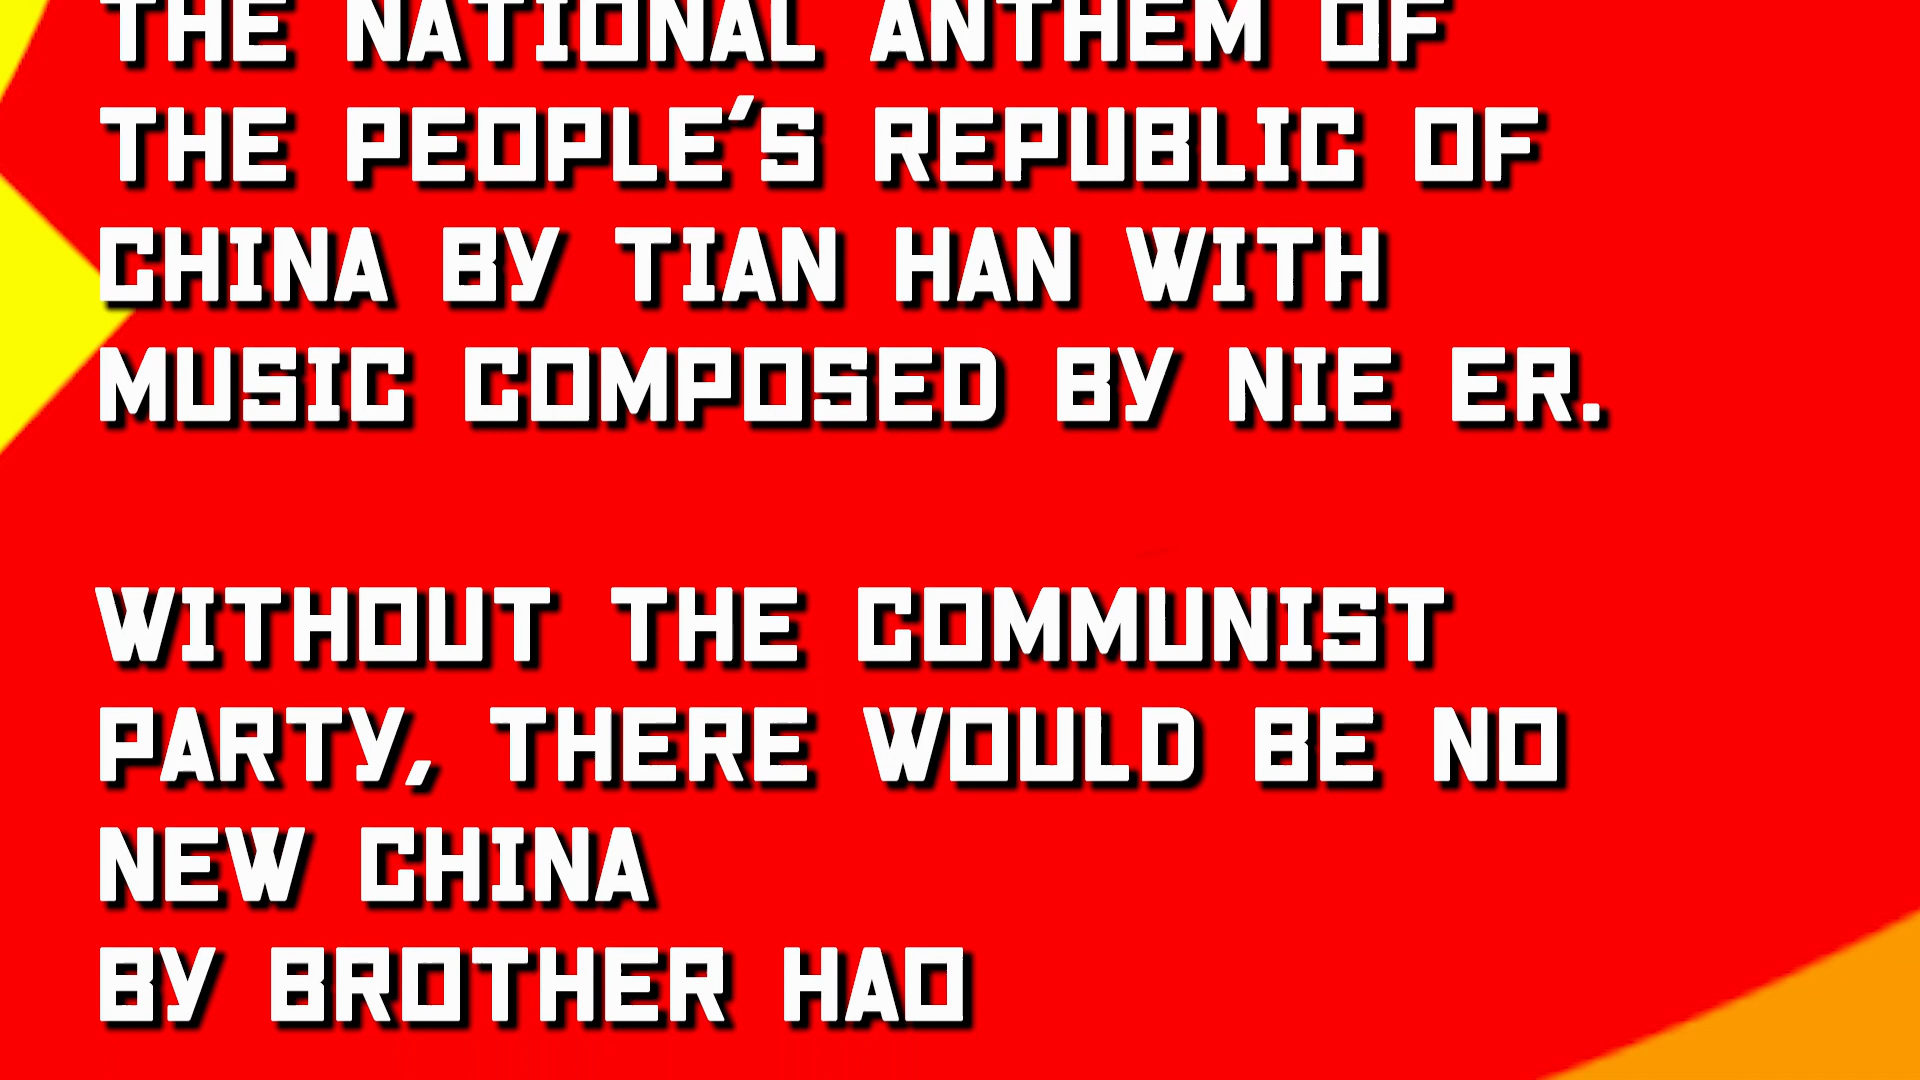 THE NATIONAL ANTHEM OF
THE PEOPLE'S REPUBLIC OF
CHINA BY TIAN HAN WITH
MUSIC COMPOSED BY NIE ER.
WITHOUT THE COMMUNIST
PARTY, THERE WOULD BE NO
NEW CHINA
BY BROTHER HAO